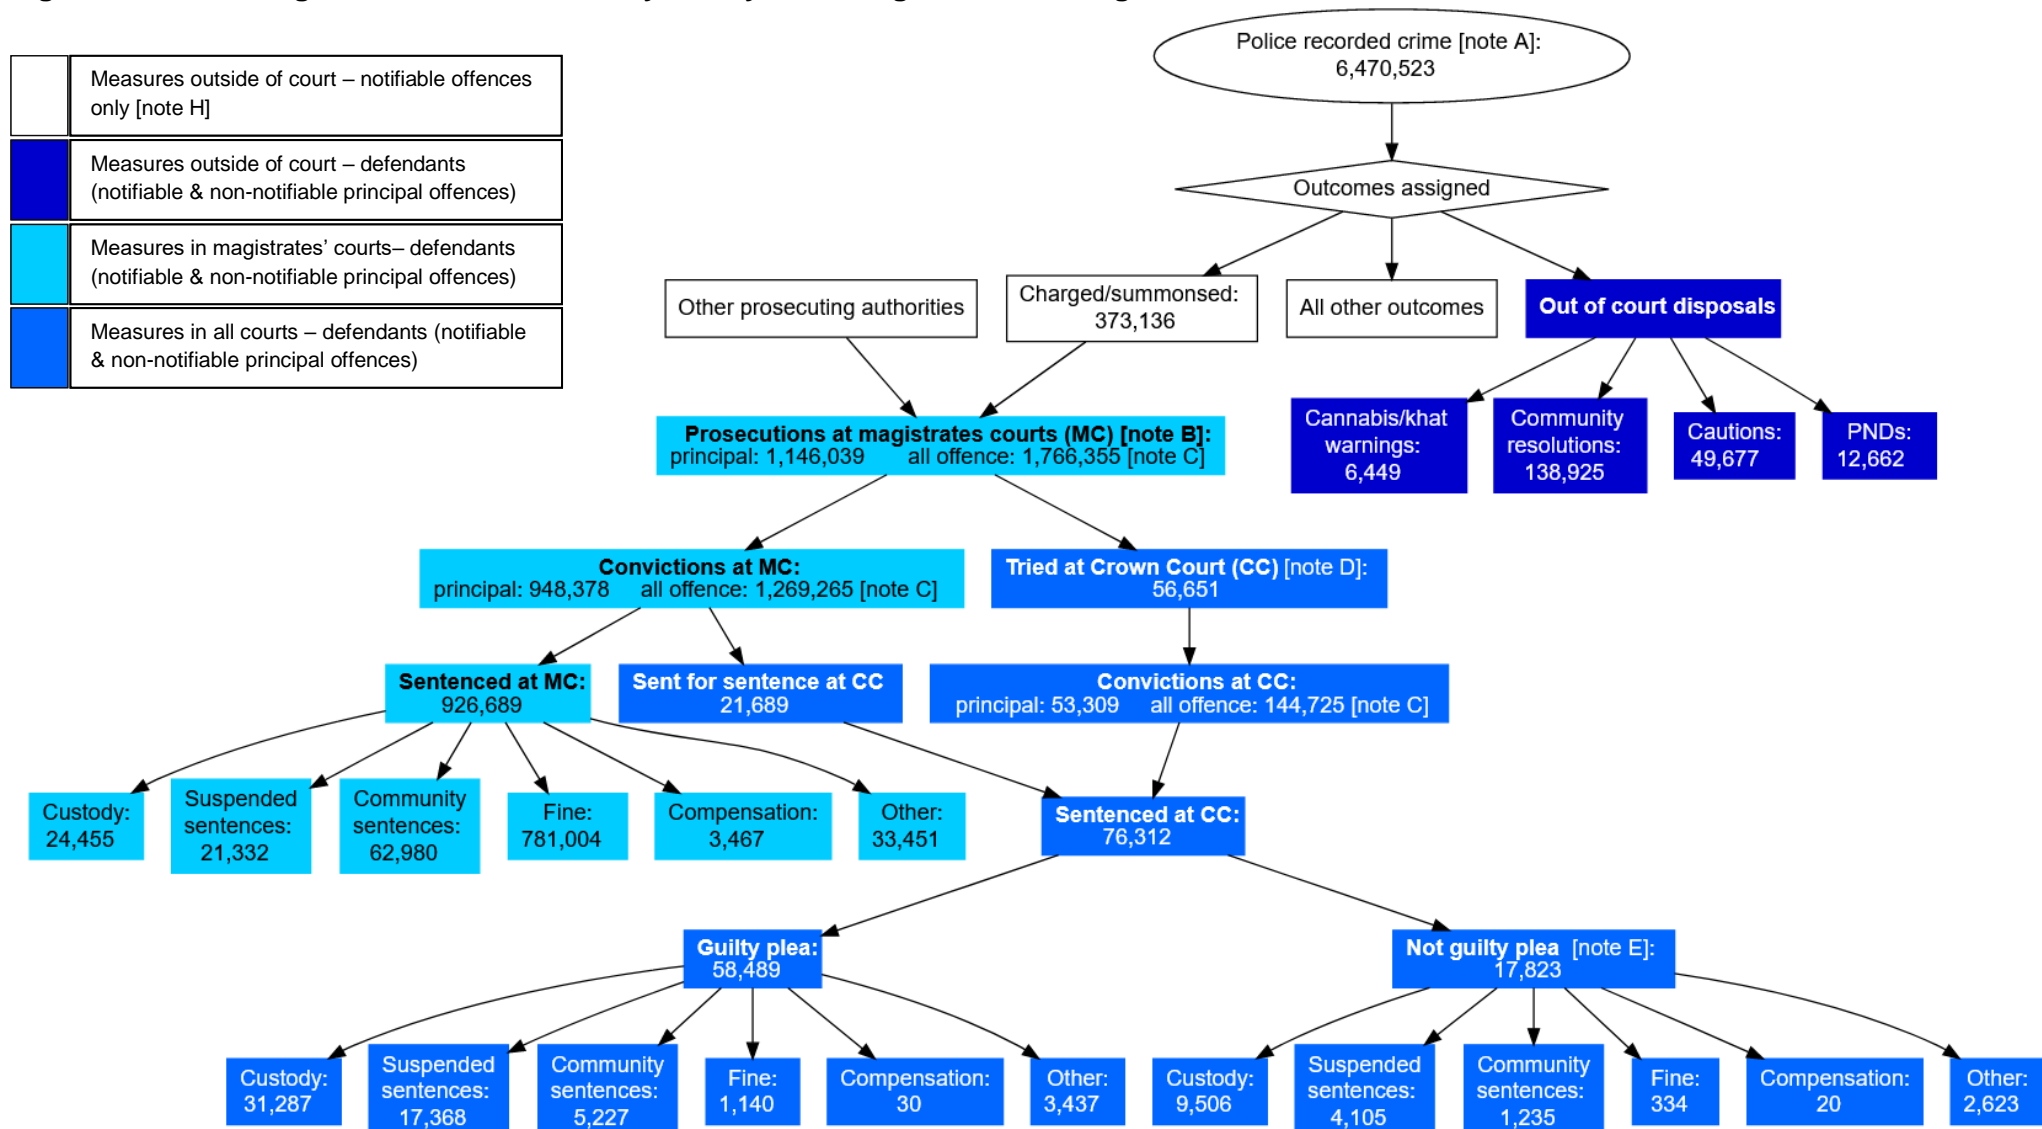 Police recorded crime [note A]:
6,470,523
Measures outside of court – notifiable offences
only [note H]
Measures outside of court – defendants
(notifiable & non-notifiable principal offences)
Measures in magistrates’ courts– defendants
(notifiable & non-notifiable principal offences)
Measures in all courts – defendants (notifiable
& non-notifiable principal offences)
Outcomes assigned
Other prosecuting authorities
Charged/summonsed:
373,136
All other outcomes
Out of court disposals
Cannabis/khat
warnings:
6,449
Community
resolutions:
138,925
Cautions:
49,677
PNDs:
12,662
Prosecutions at magistrates courts (MC) [note B]:
principal: 1,146,039 all offence: 1,766,355 [note C]
Convictions at MC:
principal: 948,378 all offence: 1,269,265 [note C]
Tried at Crown Court (CC) [note D]:
56,651
Sentenced at MC:
926,689
Sent for sentence at CC
21,689
Convictions at CC:
principal: 53,309 all offence: 144,725 [note C]
Custody:
24,455
Suspended
sentences:
21,332
Community
sentences:
62,980
Fine:
781,004
Compensation:
3,467
Other:
33,451
Sentenced at CC:
76,312
Guilty plea:
58,489
Not guilty plea [note E]:
17,823
Custody:
31,287
Suspended
sentences:
17,368
Community
sentences:
5,227
Fine:
1,140
Compensation:
30
Other:
3,437
Custody:
9,506
Suspended
sentences:
4,105
Community
sentences:
1,235
Fine:
334
Compensation:
20
Other:
2,623